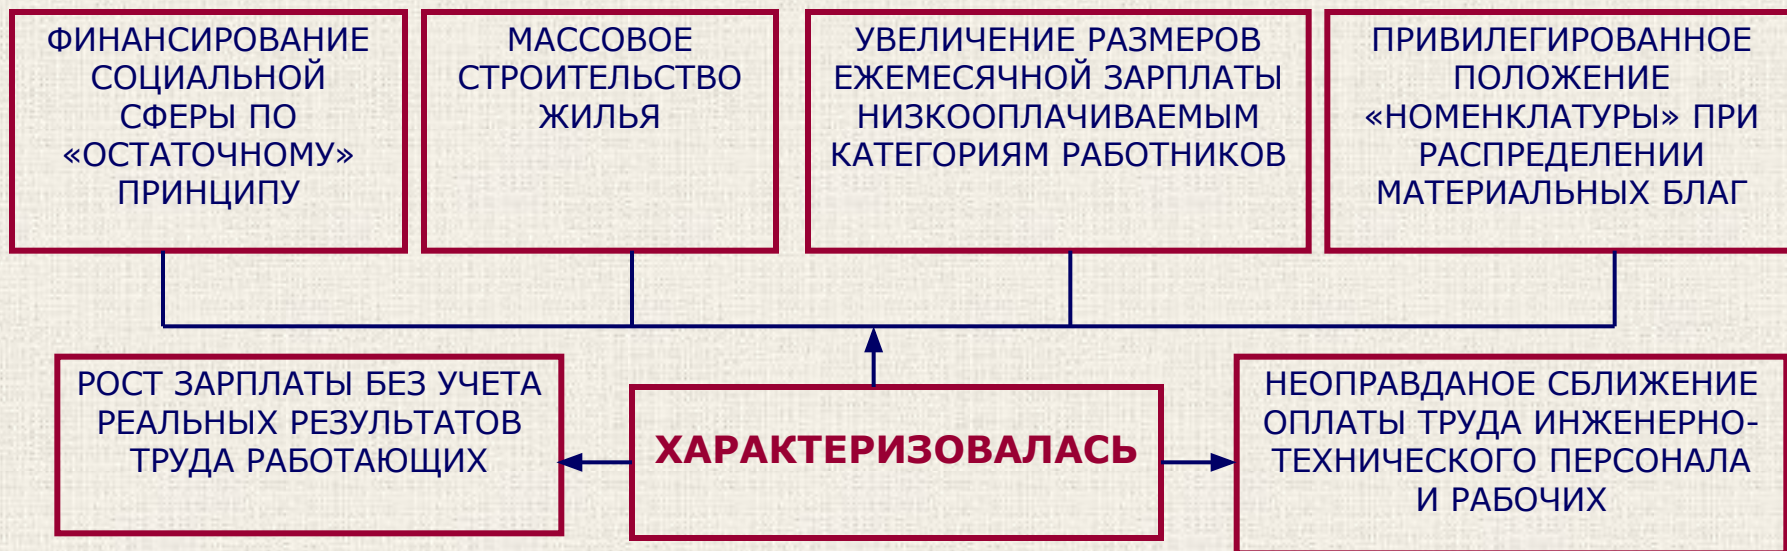 ФИНАНСИРОВАНИЕ
СОЦИАЛЬНОЙ
СФЕРЫ ПО
«ОСТАТОЧНОМУ»
ПРИНЦИПУ
МАССОВОЕ
СТРОИТЕЛЬСТВО
ЖИЛЬЯ
УВЕЛИЧЕНИЕ РАЗМЕРОВ
ЕЖЕМЕСЯЧНОЙ ЗАРПЛАТЫ
НИЗКООПЛАЧИВАЕМЫМ
КАТЕГОРИЯМ РАБОТНИКОВ
ПРИВИЛЕГИРОВАННОЕ
ПОЛОЖЕНИЕ
«НОМЕНКЛАТУРЫ» ПРИ
РАСПРЕДЕЛЕНИИ
МАТЕРИАЛЬНЫХ БЛАГ
РОСТ ЗАРПЛАТЫ БЕЗ УЧЕТА
РЕАЛЬНЫХ РЕЗУЛЬТАТОВ
ТРУДА РАБОТАЮЩИХ
ХАРАКТЕРИЗОВАЛАСЬ
НЕОПРАВДАНОЕ СБЛИЖЕНИЕ
ОПЛАТЫ ТРУДА ИНЖЕНЕРНО-
ТЕХНИЧЕСКОГО ПЕРСОНАЛА
И РАБОЧИХ